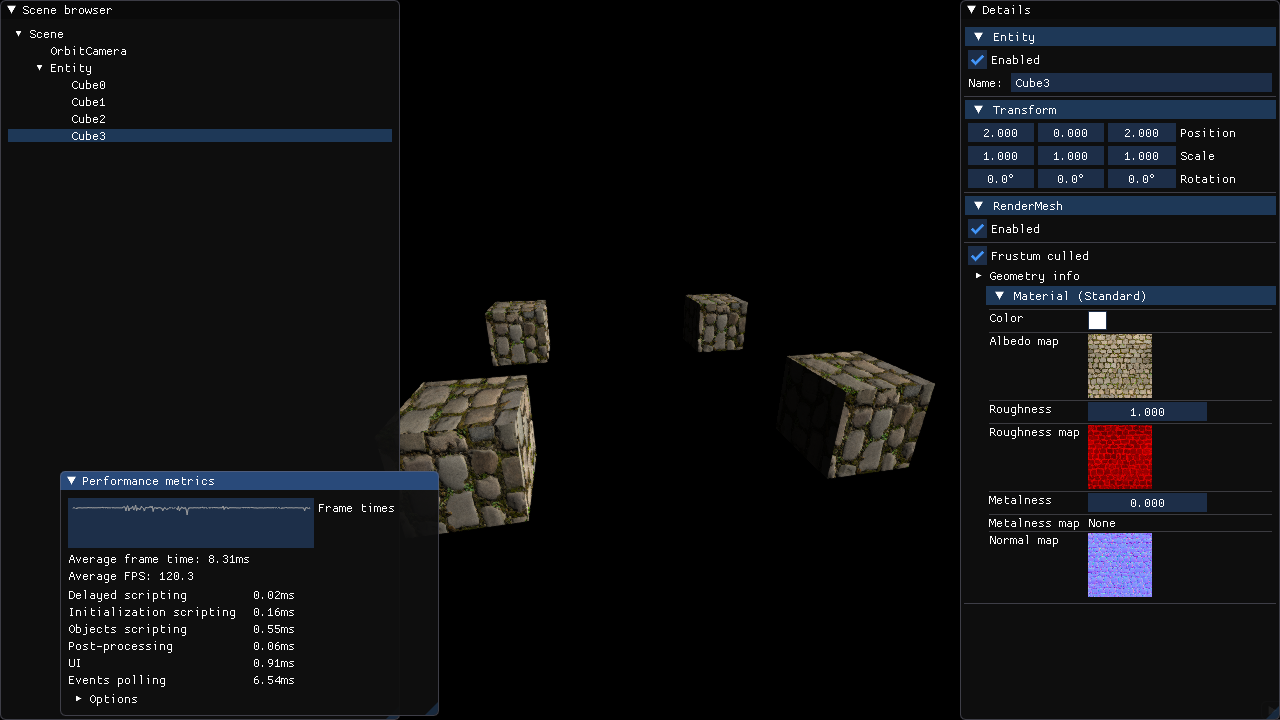 Scene browser
Scene
OrbitCamera
Entity
Cube0
Cube1
Cube2
Cube3
Performance metrics
Frame times
Average frame time: 8.31ms
Average FPS: 120.3
Delayed scripting 0.02ms
Initialization scripting 0.16ms
Objects scripting 0.55ms
Post-processing 0.06ms
UI 0.91ms
Events polling 6.54ms
Options
Details
Entity
Enabled
Name: Cube3
Transform
2.000 0.000 2.000 Position
1.000 1.000 1.000 Scale
0.0° 0.0° 0.0° Rotation
RenderMesh
Enabled
Frustum culled
Geometry info
Material (Standard)
Color
Albedo map
Roughness 1.000
Roughness map
Metalness 0.000
Metalness map None
Normal map